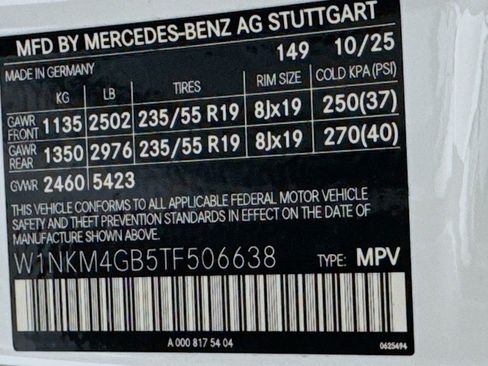 MFD BY MERCEDES-BENZ AG STUTTGART
149 10/25
MADE IN GERMANY
KG LB TIRES RIM SIZE COLD KPA(PSI)
GAWR FRONT 1135 2502 235/55 R19 8Jx19 250(37)
GAWR REAR 1350 2976 235/55 R19 8Jx19 270(40)
GVWR 2460 5423
THIS VEHICLE CONFORMS TO ALL APPLICABLE FEDERAL MOTOR VEHICLE
SAFETY AND THEFT PREVENTION STANDARDS IN EFFECT ON THE DATE OF
MANUFACTURE SHOWN ABOVE.
W1NKM4GB5TF506638 TYPE: MPV
A 000 817 54 04
0625494